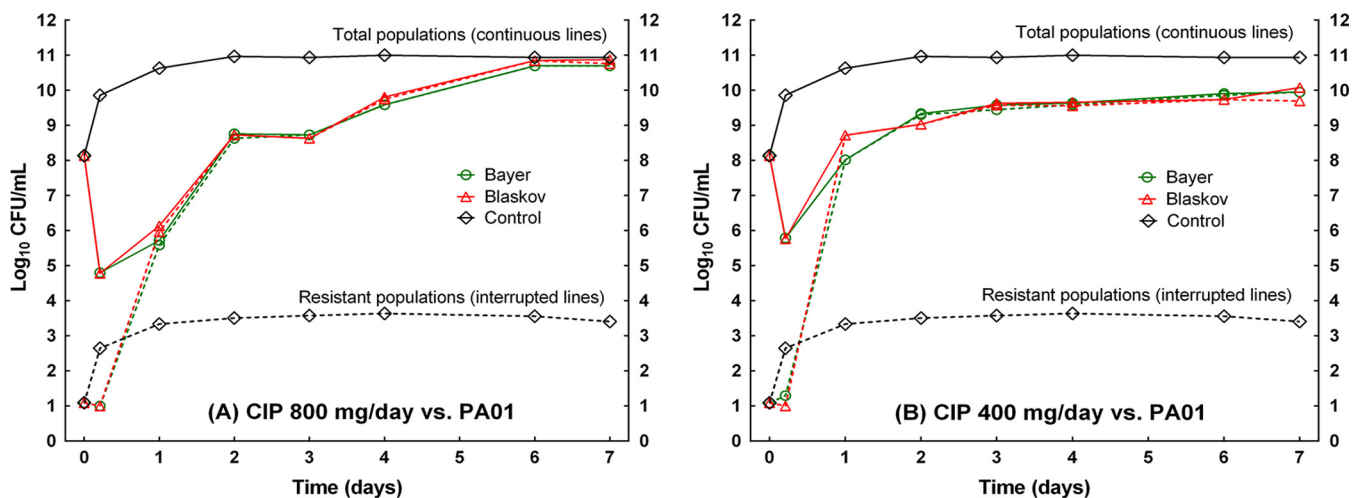 12 12 12 12
Total populations (continuous lines) Total populations (continuous lines)
11 11 11 11
10 10 10 10
9 9 9 9
8 8 8 8
Bayer Bayer
7 7 7 7
Blaskov Blaskov
Control Control
6 6 6 6
Log10 CFU/mL Log10 CFU/mL
5 5 5 5
Resistant populations (interrupted lines) Resistant populations (interrupted lines)
4 4 4 4
3 3 3 3
2 2 2 2
1 (A) CIP 800 mg/day vs. PA01 1 1 (B) CIP 400 mg/day vs. PA01 1
0 0 0 0
0 1 2 3 4 5 6 7 0 1 2 3 4 5 6 7
Time (days) Time (days)